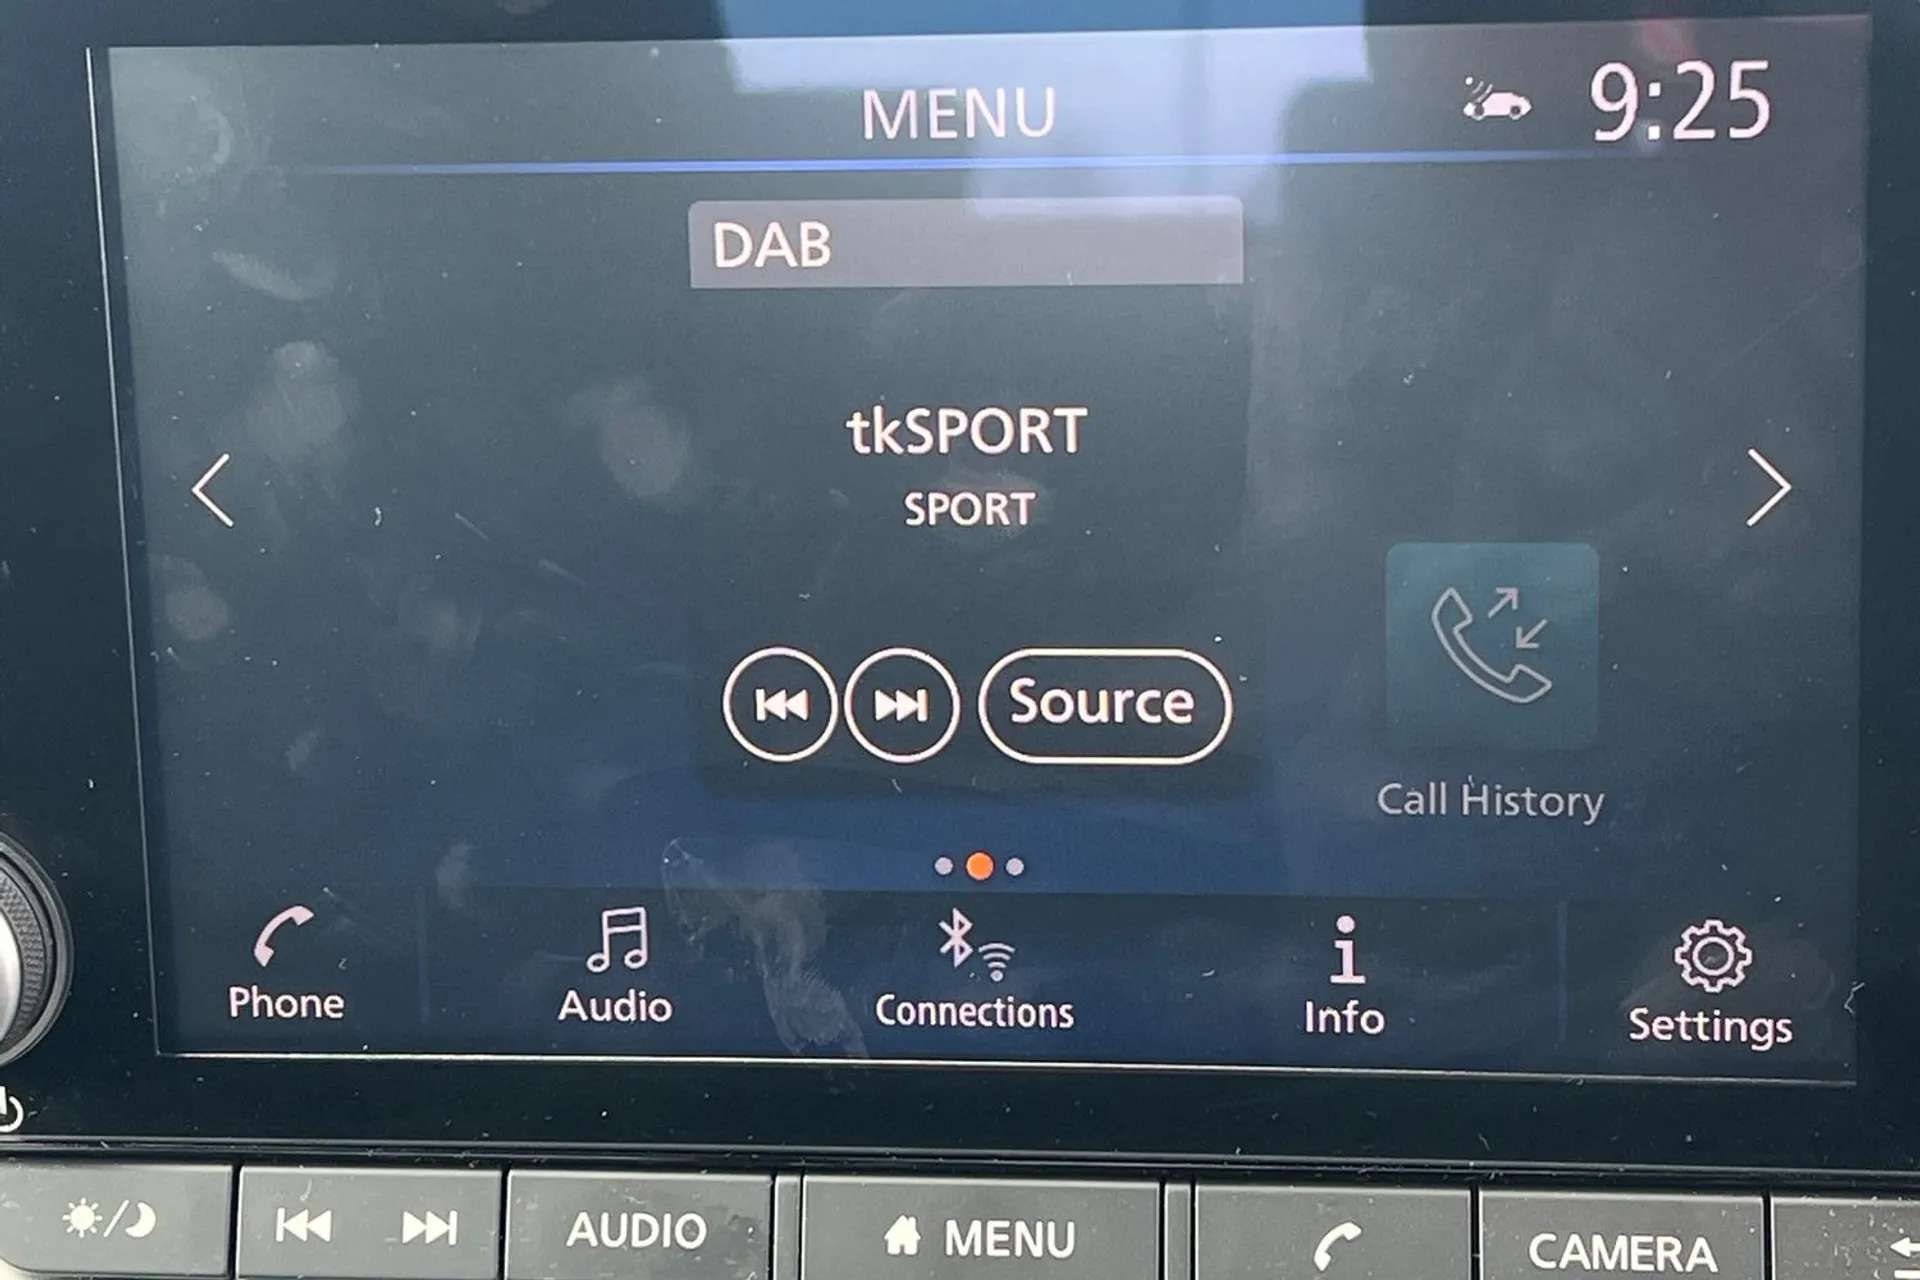 MENU
9:25
DAB
tkSPORT
SPORT
Source
Call History
Phone
Audio
Connections
Info
Settings
AUDIO
MENU
CAMERA